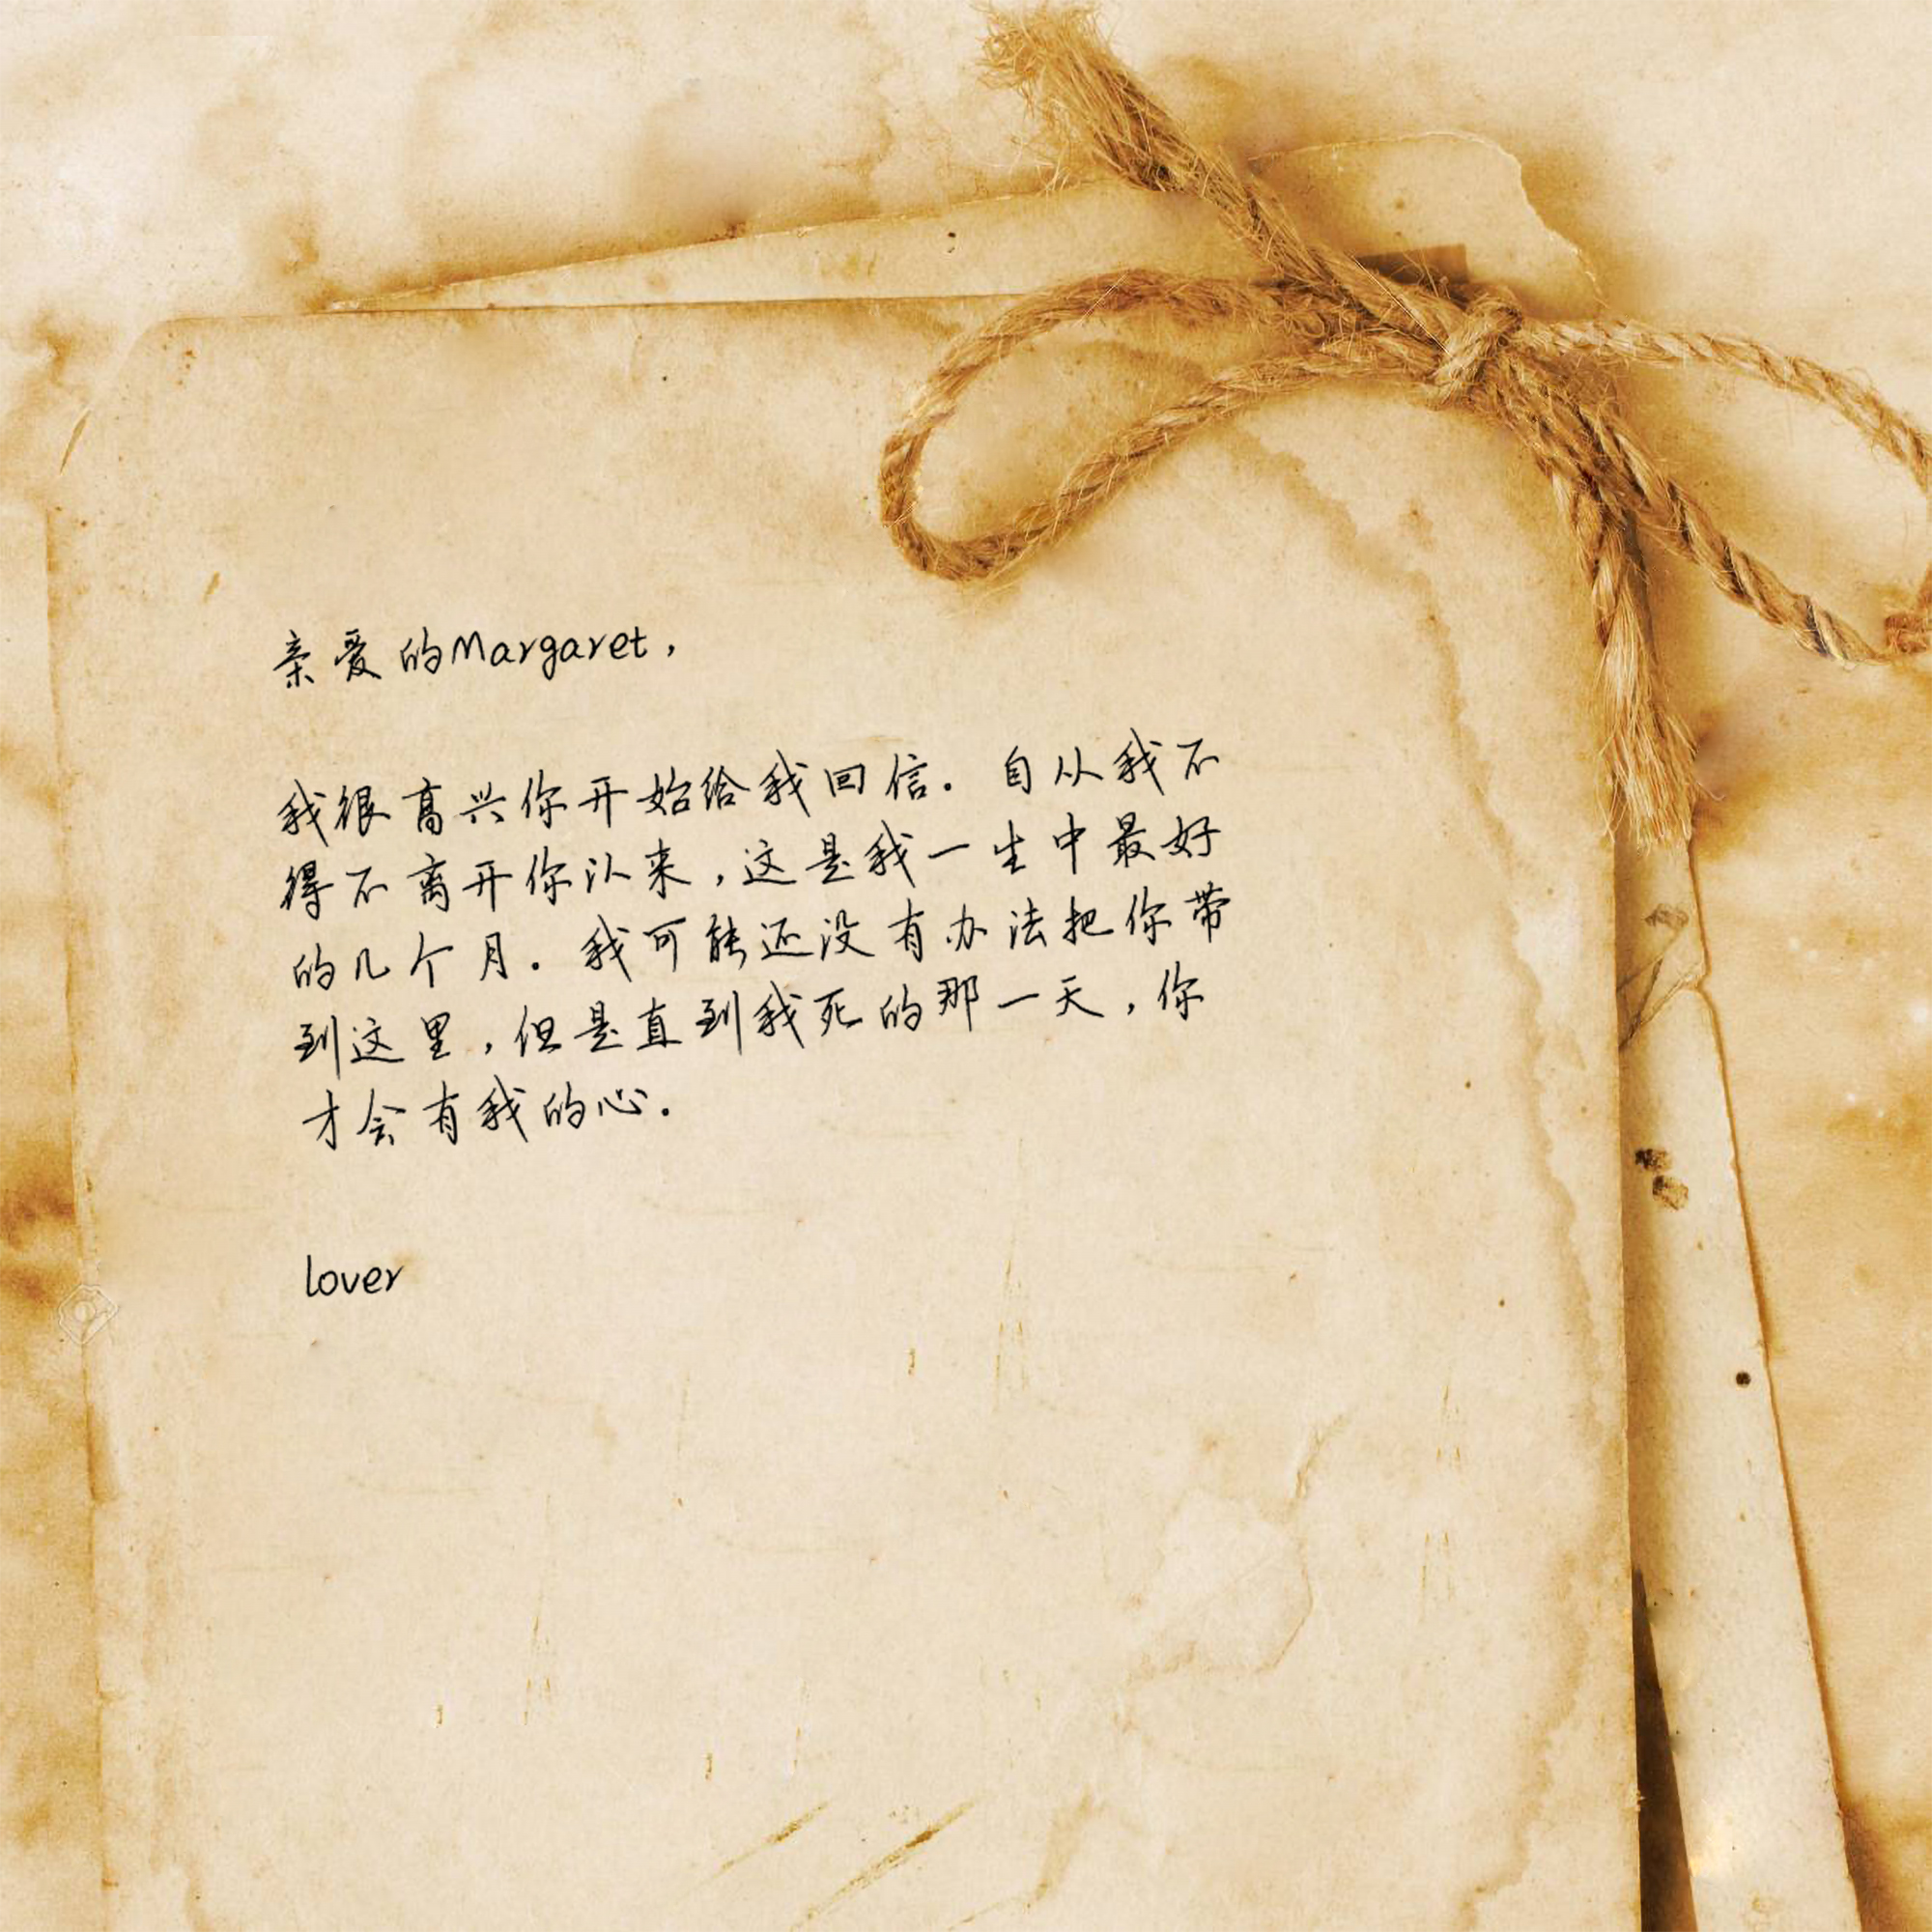 亲爱的Margaret,
我很高兴你开始给我回信. 自从我不
得不离开你以来,这是我一生中最好
的几个月. 我可能还没有办法把你带
到这里,但是直到我死的那一天,你
才会有我的心.
lover